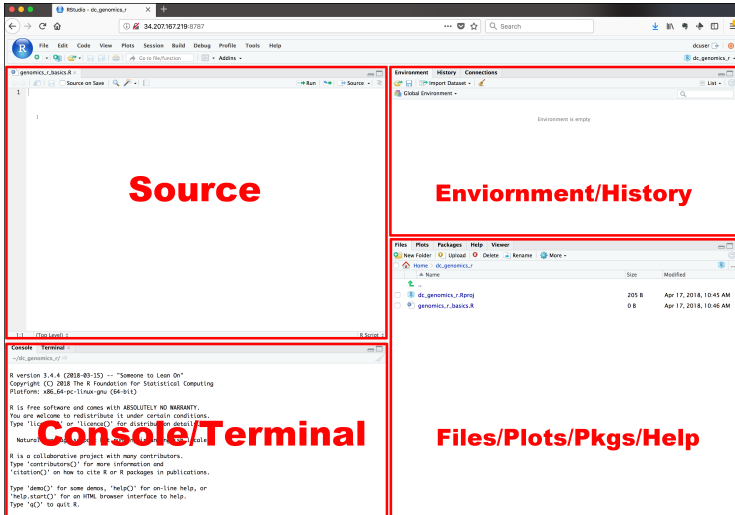 RStudio - dc_genomics_r
34.207.167.219:8787
Search
File Edit Code View Plots Session Build Debug Profile Tools Help
dcuser
Go to file/function
Addins
dc_genomics_r
genomics_r_basics.R
Source on Save
Run
Source
1
Source
1:1 (Top Level) R Script
Environment History Connections
Import Dataset
List
Global Environment
Environment is empty
Enviornment/History
Files Plots Packages Help Viewer
New Folder Upload Delete Rename More
Home dc_genomics_r
Name Size Modified
..
dc_genomics_r.Rproj 205 B Apr 17, 2018, 10:45 AM
genomics_r_basics.R 0 B Apr 17, 2018, 10:46 AM
Files/Plots/Pkgs/Help
Console Terminal
~/dc_genomics_r/
R version 3.4.4 (2018-03-15) -- "Someone to Lean On"
Copyright (C) 2018 The R Foundation for Statistical Computing
Platform: x86_64-pc-linux-gnu (64-bit)
R is free software and comes with ABSOLUTELY NO WARRANTY.
You are welcome to redistribute it under certain conditions.
Type 'license()' or 'licence()' for distribution details.
Console/Terminal
R is a collaborative project with many contributors.
Type 'contributors()' for more information and
'citation()' on how to cite R or R packages in publications.
Type 'demo()' for some demos, 'help()' for on-line help, or
'help.start()' for an HTML browser interface to help.
Type 'q()' to quit R.